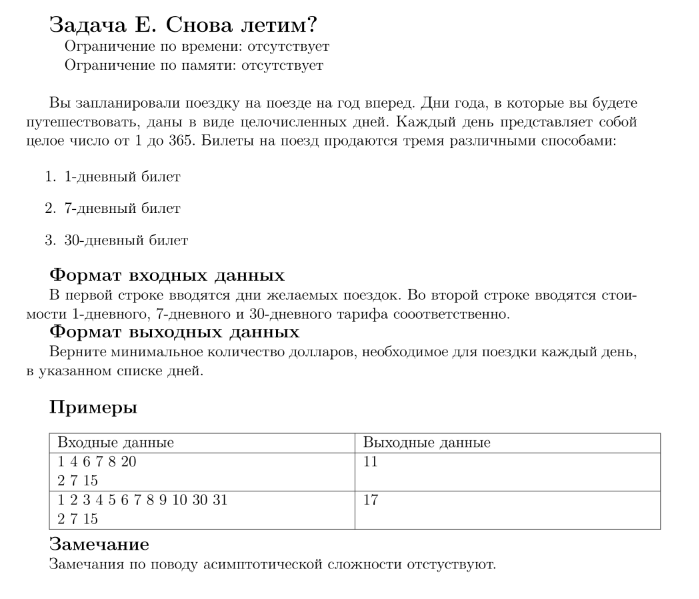 Задача E. Снова летим?
Ограничение по времени: отсутствует
Ограничение по памяти: отсутствует
Вы запланировали поездку на поезде на год вперед. Дни года, в которые вы будете
путешествовать, даны в виде целочисленных дней. Каждый день представляет собой
целое число от 1 до 365. Билеты на поезд продаются тремя различными способами:
1. 1-дневный билет
2. 7-дневный билет
3. 30-дневный билет
Формат входных данных
В первой строке вводятся дни желаемых поездок. Во второй строке вводятся стои-
мости 1-дневного, 7-дневного и 30-дневного тарифа сооответственно.
Формат выходных данных
Верните минимальное количество долларов, необходимое для поездки каждый день,
в указанном списке дней.
Примеры
Входные данные Выходные данные
1 4 6 7 8 20 11
2 7 15
1 2 3 4 5 6 7 8 9 10 30 31 17
2 7 15
Замечание
Замечания по поводу асимптотической сложности отстуствуют.